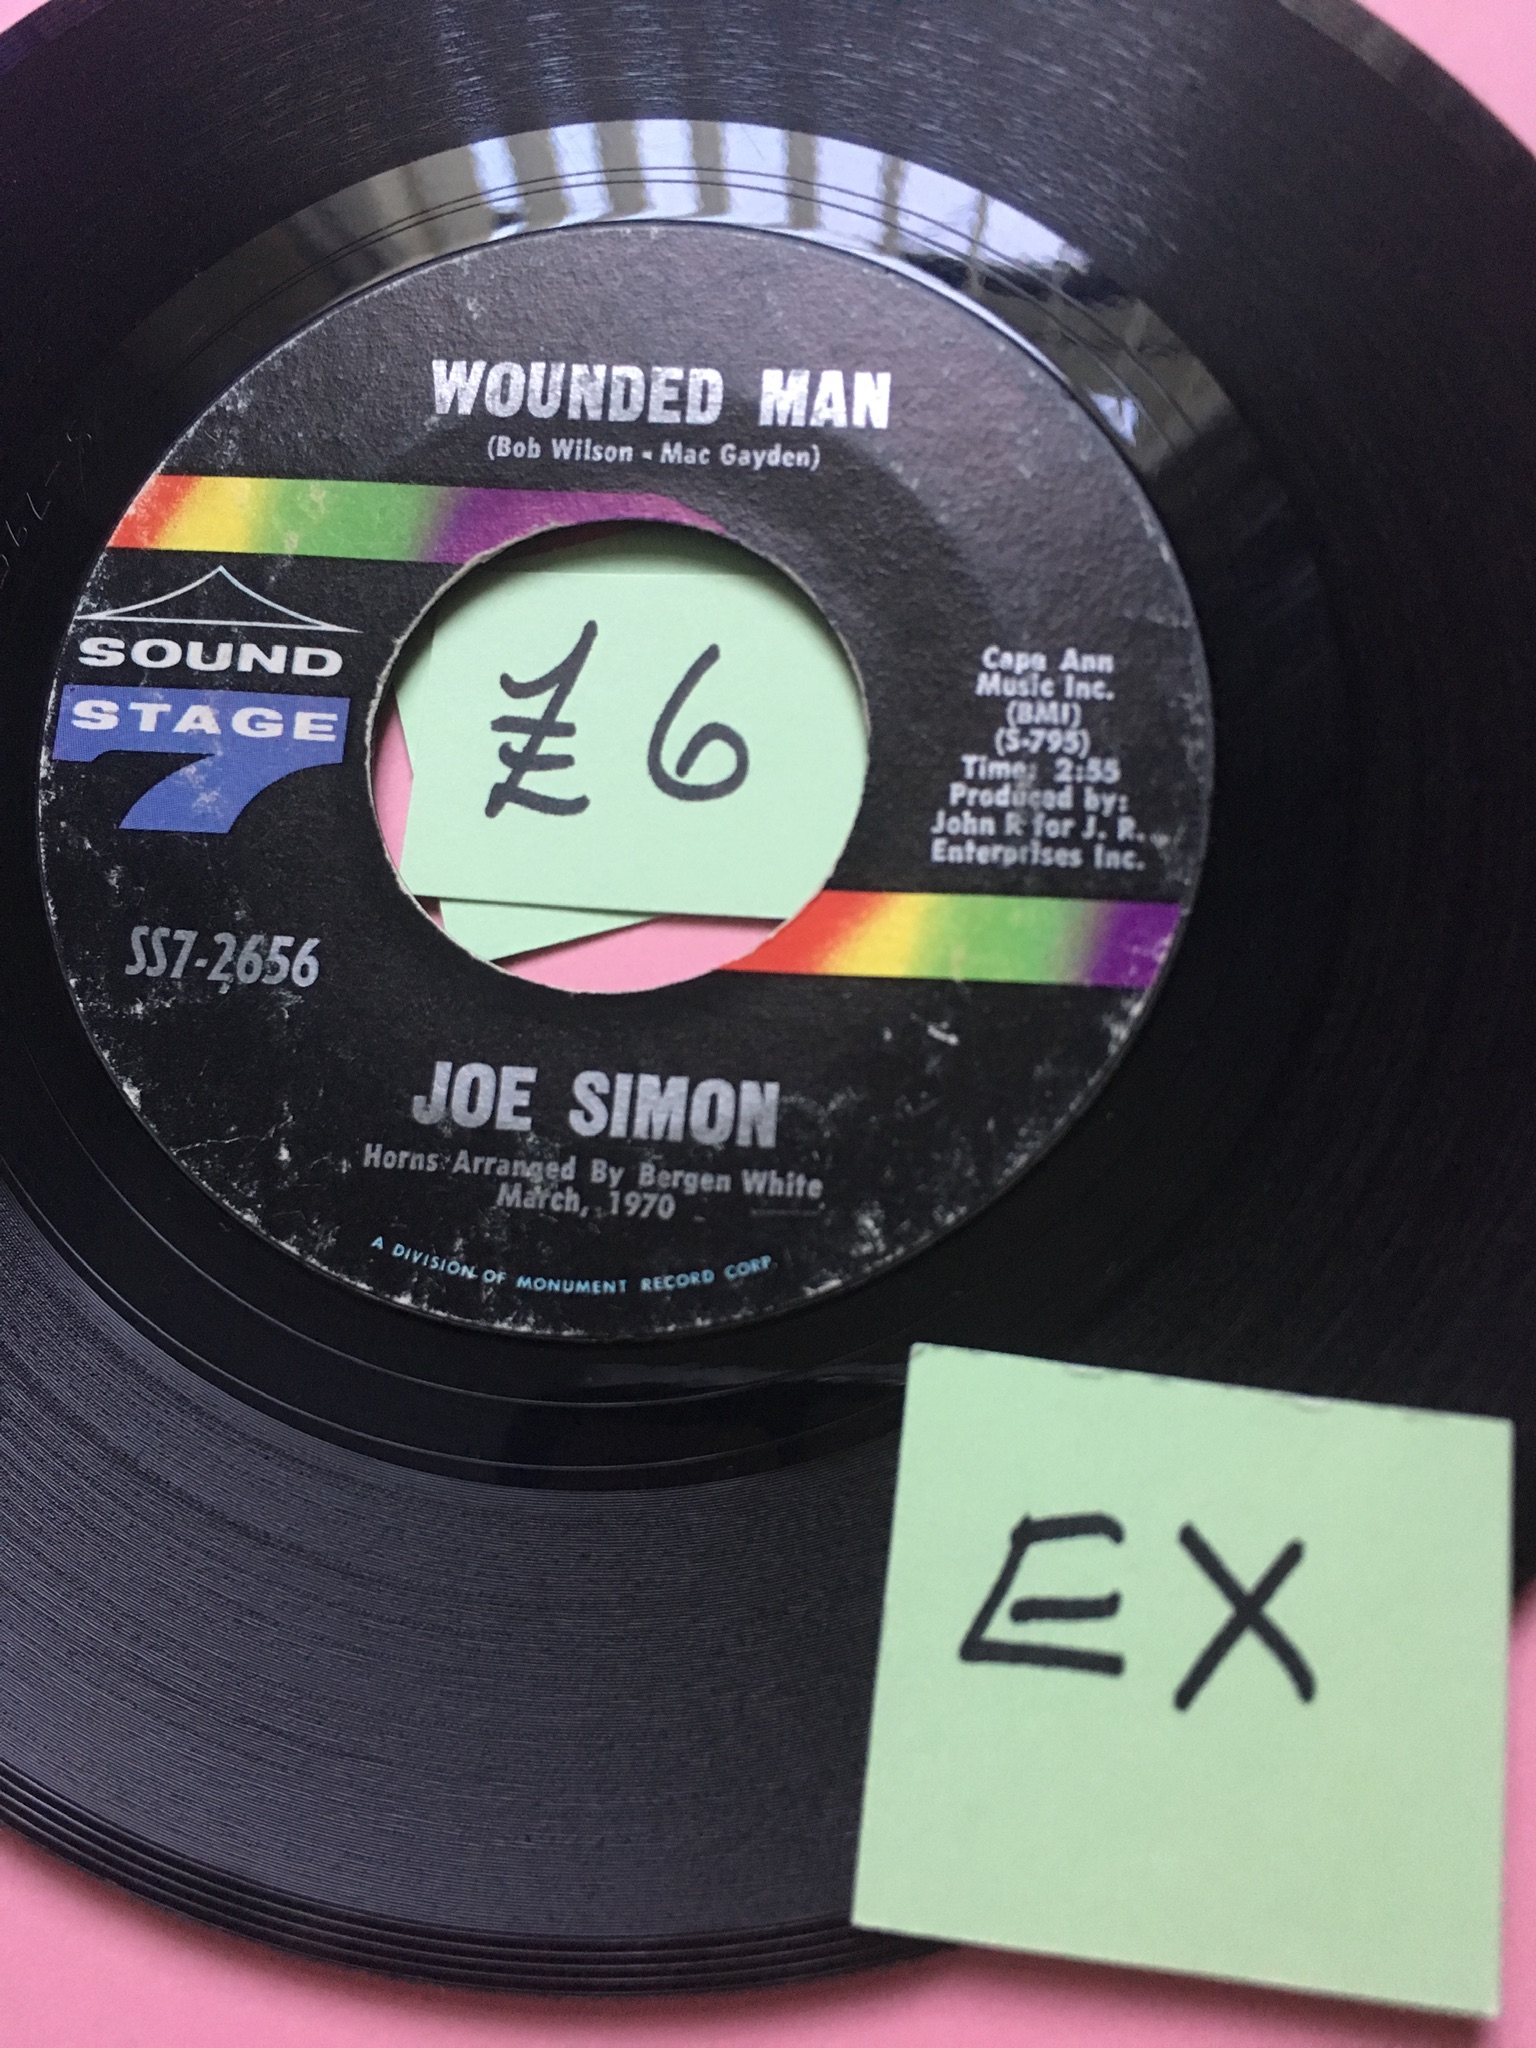 WOUNDED MAN
(Bob Wilson - Mac Gayden)
SOUND
STAGE
7
£6
Cape Ann
Music Inc.
(BMI)
(S-795)
Time: 2:55
Produced by:
John R for J. R.
Enterprises Inc.
SS7-2656
JOE SIMON
Horns Arranged By Bergen White
March, 1970
A DIVISION OF MONUMENT RECORD CORP.
EX